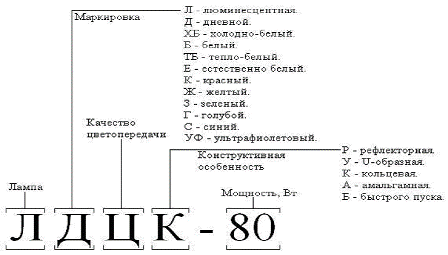 Маркировка
Л - люминесцентная.
Д - дневной.
ХБ - холодно-белый.
Б - белый.
ТБ - тепло-белый.
Е - естественно белый.
К - красный.
Ж - желтый.
З - зеленый.
Г - голубой.
С - синий.
УФ - ультрафиолетовый.
Качество
цветопередачи
Конструктивная
особенность
Р - рефлекторная.
У - U-образная.
К - кольцевая.
А - амальгамная.
Б - быстрого пуска.
Лампа
Мощность, Вт
ЛДЦК - 80